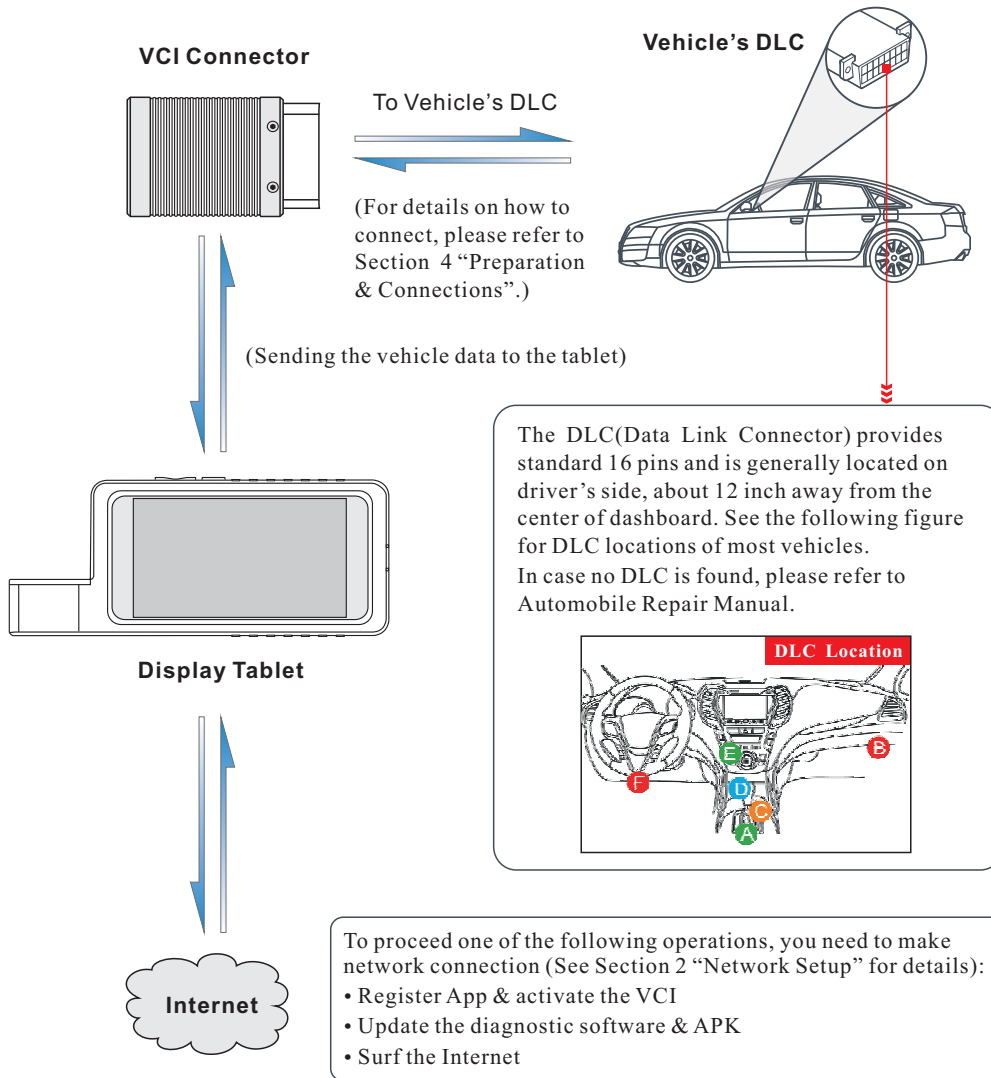 VCI Connector
Vehicle's DLC
To Vehicle's DLC
(For details on how to
connect, please refer to
Section 4 “Preparation
& Connections”.)
(Sending the vehicle data to the tablet)
The DLC(Data Link Connector) provides
standard 16 pins and is generally located on
driver's side, about 12 inch away from the
center of dashboard. See the following figure
for DLC locations of most vehicles.
In case no DLC is found, please refer to
Automobile Repair Manual.
Display Tablet
DLC Location
B
E
F
D
C
A
Internet
To proceed one of the following operations, you need to make
network connection (See Section 2 “Network Setup” for details):
• Register App & activate the VCI
• Update the diagnostic software & APK
• Surf the Internet